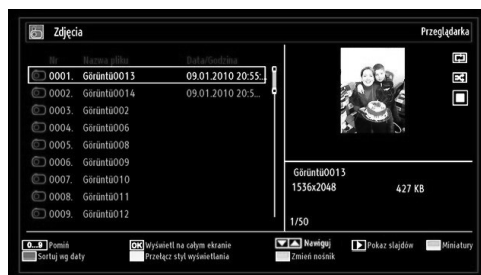 Zdjęcia Przeglądarka
Nr Nazwa pliku Data/Godzina
0001. Görüntü0013 09.01.2010 20:55:..
0002. Görüntü0014 09.01.2010 20:5...
0003. Görüntü002
0004. Görüntü006
0005. Görüntü008
0006. Görüntü009
0007. Görüntü010
0008. Görüntü011
0009. Görüntü012
Görüntü0013
1536x2048 427 KB
1/50
0...9 Pomiń OK Wyświetl na całym ekranie Nawiguj Pokaz slajdów Miniatury
Sortuj wg daty Przełącz styl wyświetlania Zmień nośnik